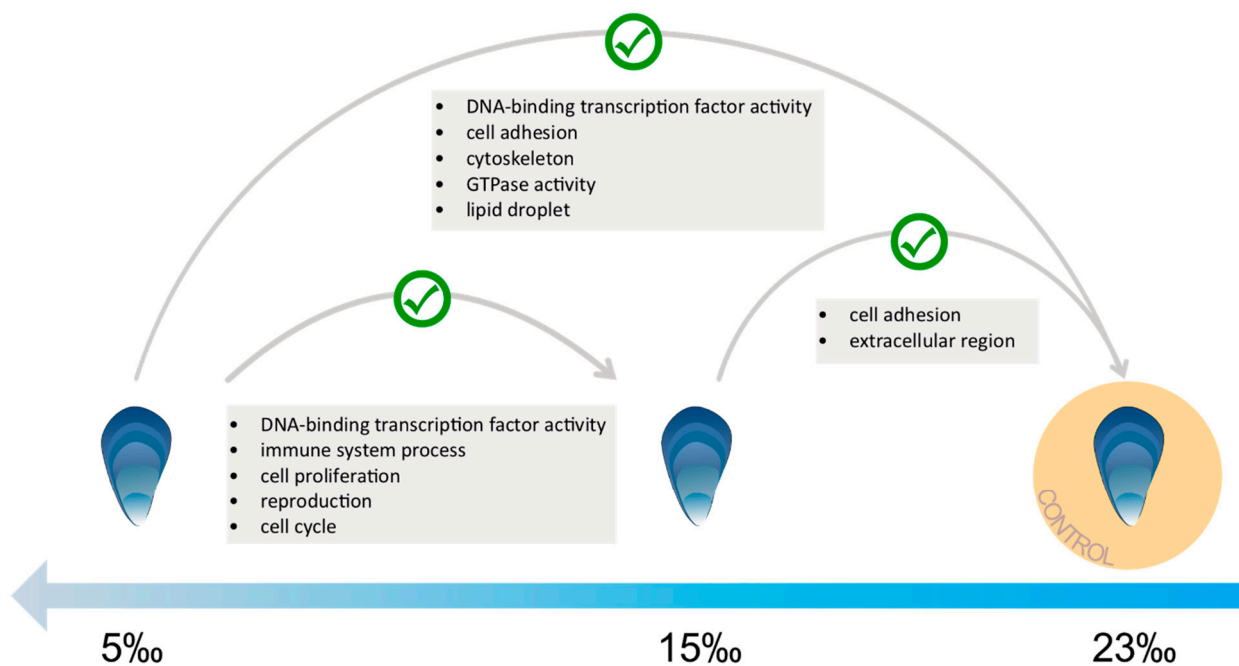 • DNA-binding transcription factor activity
• cell adhesion
• cytoskeleton
• GTPase activity
• lipid droplet
• cell adhesion
• extracellular region
• DNA-binding transcription factor activity
• immune system process
• cell proliferation
• reproduction
• cell cycle
CONTROL
5‰
15‰
23‰